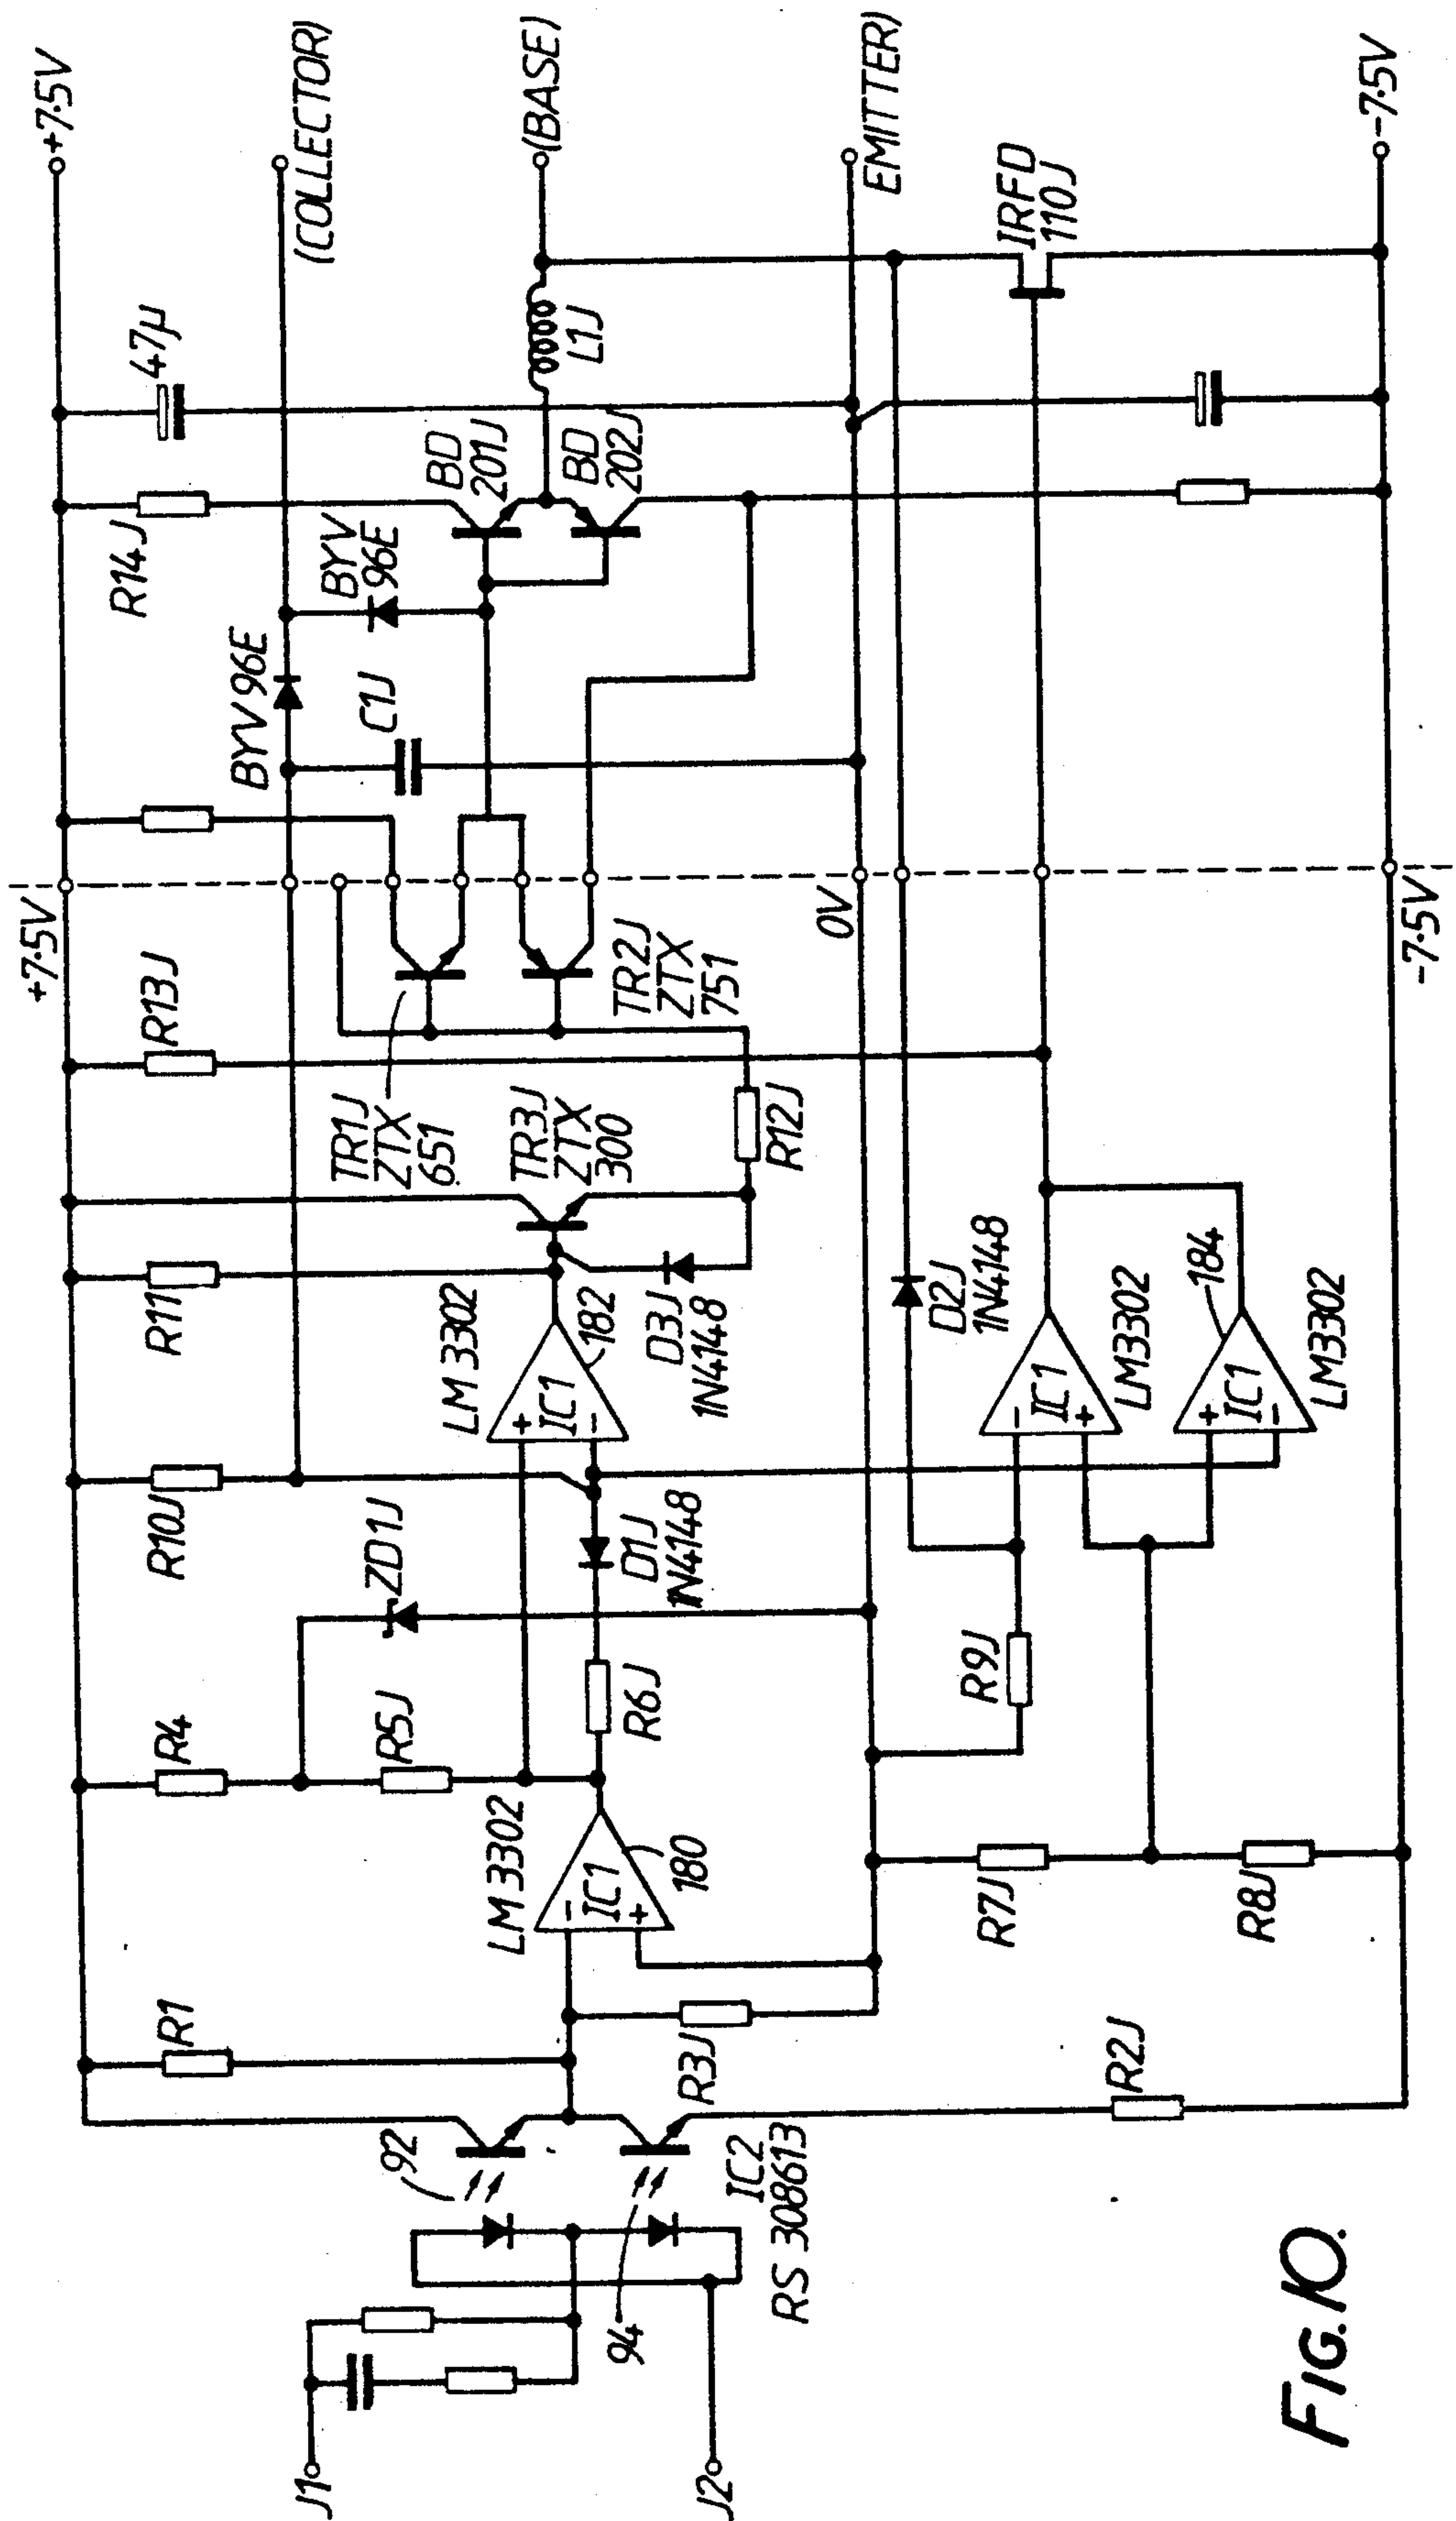 +7·5V
(COLLECTOR)
(BASE)
EMITTER)
-7·5V
47µ
R14J
BYV
96E
BD
201J
BD
202J
L1J
IRFD
110J
BYV 96E
C1J
+7·5V
0V
-7·5V
R13J
TR1J
ZTX
651
TR2J
ZTX
751
TR3J
ZTX
300
R12J
R11
LM 3302
182
D3J
1N4148
D2J
1N4148
LM3302
184
LM3302
IC1
+
-
IC1
-
+
IC1
+
-
R10J
ZD1J
D1J
1N4148
R4
R5J
R6J
R9J
LM 3302
IC1
-
+
180
R7J
R8J
R1
R3J
R2J
92
94
IC2
RS 308613
J1
J2
FIG.10.